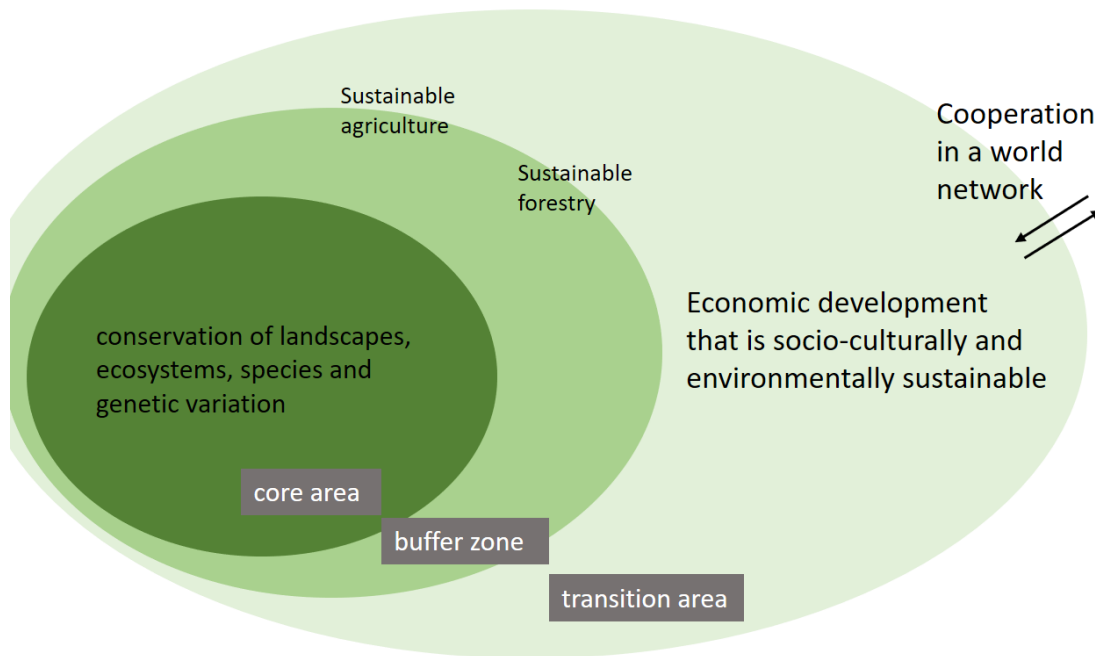 Sustainable
agriculture
Sustainable
forestry
Cooperation
in a world
network
Economic development
that is socio-culturally and
environmentally sustainable
conservation of landscapes,
ecosystems, species and
genetic variation
core area
buffer zone
transition area